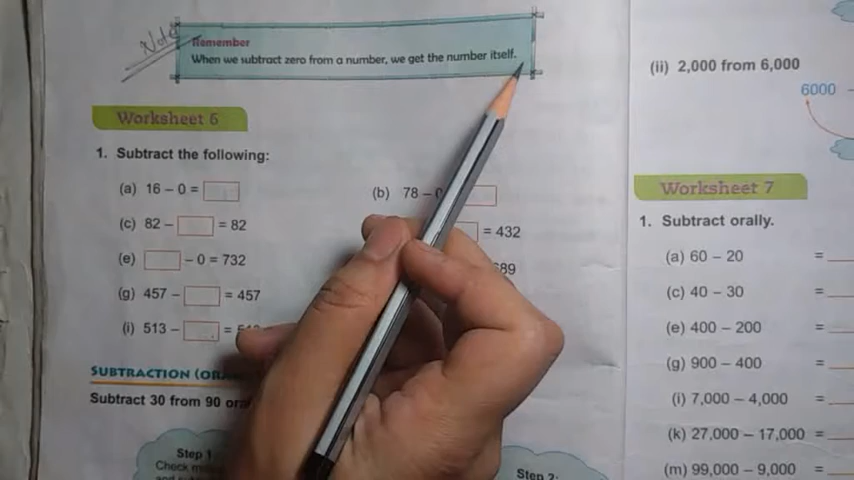 Note
Remember
When we subtract zero from a number, we get the number itself.
Worksheet 6
1. Subtract the following:
(a) 16 – 0 =
(b) 78 – 0
(c) 82 – = 82
= 432
(e) – 0 = 732
689
(g) 457 – = 457
(i) 513 – =
SUBTRACTION
Subtract 30 from 90
Step 1
Check
Step 2:
(ii) 2,000 from 6,000
6000 –
Worksheet 7
1. Subtract orally.
(a) 60 – 20 =
(c) 40 – 30 =
(e) 400 – 200 =
(g) 900 – 400 =
(i) 7,000 – 4,000 =
(k) 27,000 – 17,000 =
(m) 99,000 – 9,000 =